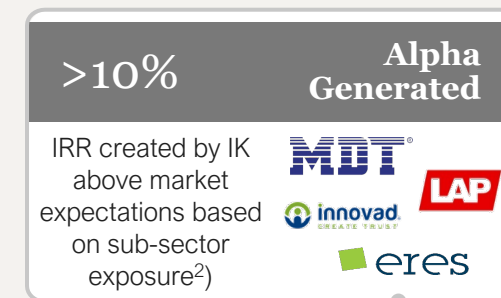 >10%
Alpha
Generated
IRR created by IK
above market
expectations based
on sub-sector
exposure2)
MDT®
LAP
innovad.
CREATE TRUST
eres